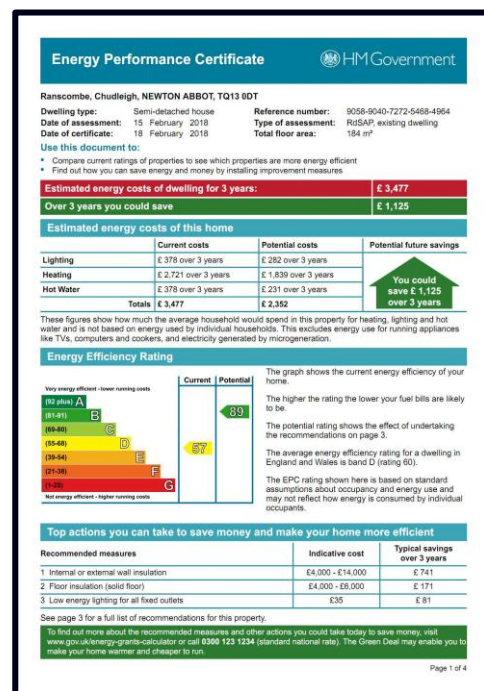 Energy Performance Certificate
HM Government
Ranscombe, Chudleigh, NEWTON ABBOT, TQ13 0DT
Dwelling type: Semi-detached house
Reference number: 9058-9040-7272-5468-4964
Date of assessment: 15 February 2018
Type of assessment: RdSAP, existing dwelling
Date of certificate: 18 February 2018
Total floor area: 184 m²
Use this document to:
• Compare current ratings of properties to see which properties are more energy efficient
• Find out how you can save energy and money by installing improvement measures
Estimated energy costs of dwelling for 3 years: £ 3,477
Over 3 years you could save £ 1,125
Estimated energy costs of this home
Current costs Potential costs Potential future savings
Lighting £ 378 over 3 years £ 282 over 3 years
Heating £ 2,721 over 3 years £ 1,839 over 3 years
Hot Water £ 378 over 3 years £ 231 over 3 years
Totals £ 3,477 £ 2,352
You could
save £ 1,125
over 3 years
These figures show how much the average household would spend in this property for heating, lighting and hot
water and is not based on energy used by individual households. This excludes energy use for running appliances
like TVs, computers and cookers, and electricity generated by microgeneration.
Energy Efficiency Rating
Current Potential
Very energy efficient - lower running costs
(92 plus) A
(81-91) B
(69-80) C
(55-68) D
(39-54) E
(21-38) F
(1-20) G
Not energy efficient - higher running costs
57
89
The graph shows the current energy efficiency of your
home.
The higher the rating the lower your fuel bills are likely
to be.
The potential rating shows the effect of undertaking
the recommendations on page 3.
The average energy efficiency rating for a dwelling in
England and Wales is band D (rating 60).
The EPC rating shown here is based on standard
assumptions about occupancy and energy use and
may not reflect how energy is consumed by individual
occupants.
Top actions you can take to save money and make your home more efficient
Recommended measures Indicative cost Typical savings
over 3 years
1 Internal or external wall insulation £4,000 - £14,000 £ 741
2 Floor insulation (solid floor) £4,000 - £6,000 £ 171
3 Low energy lighting for all fixed outlets £35 £ 81
See page 3 for a full list of recommendations for this property.
To find out more about the recommended measures and other actions you could take today to save money, visit
www.gov.uk/energy-grants-calculator or call 0300 123 1234 (standard national rate). The Green Deal may enable you to
make your home warmer and cheaper to run.
Page 1 of 4